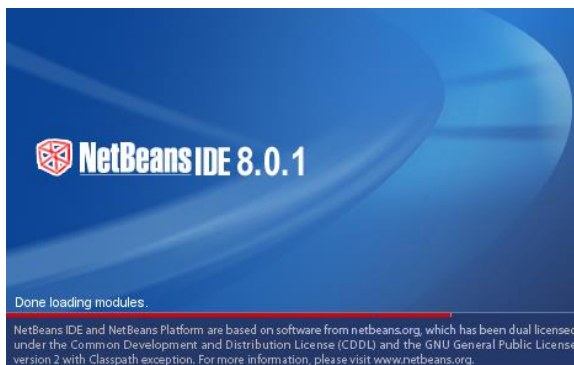 NetBeans IDE 8.0.1
Done loading modules.
NetBeans IDE and NetBeans Platform are based on software from netbeans.org, which has been dual licensed
under the Common Development and Distribution License (CDDL) and the GNU General Public License
version 2 with Classpath exception. For more information, please visit www.netbeans.org.